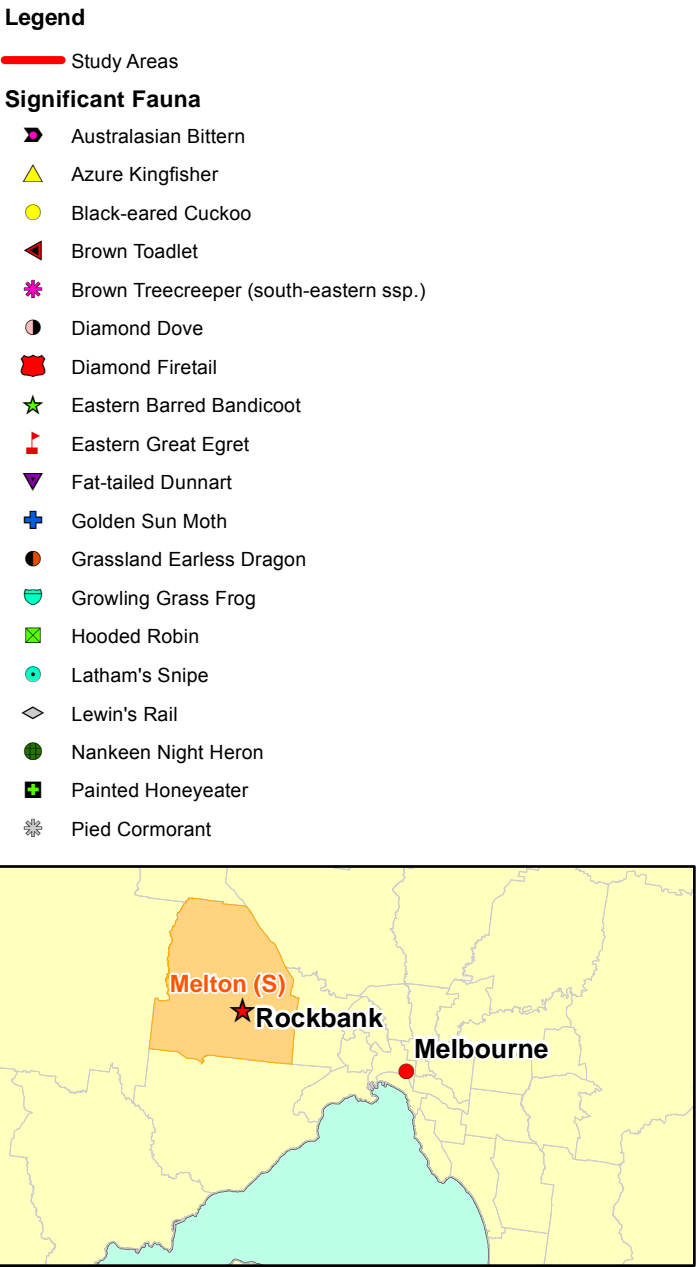 Legend
Study Areas
Significant Fauna
Australasian Bittern
Azure Kingfisher
Black-eared Cuckoo
Brown Toadlet
Brown Treecreeper (south-eastern ssp.)
Diamond Dove
Diamond Firetail
Eastern Barred Bandicoot
Eastern Great Egret
Fat-tailed Dunnart
Golden Sun Moth
Grassland Earless Dragon
Growling Grass Frog
Hooded Robin
Latham's Snipe
Lewin's Rail
Nankeen Night Heron
Painted Honeyeater
Pied Cormorant
Melton (S)
Rockbank
Melbourne